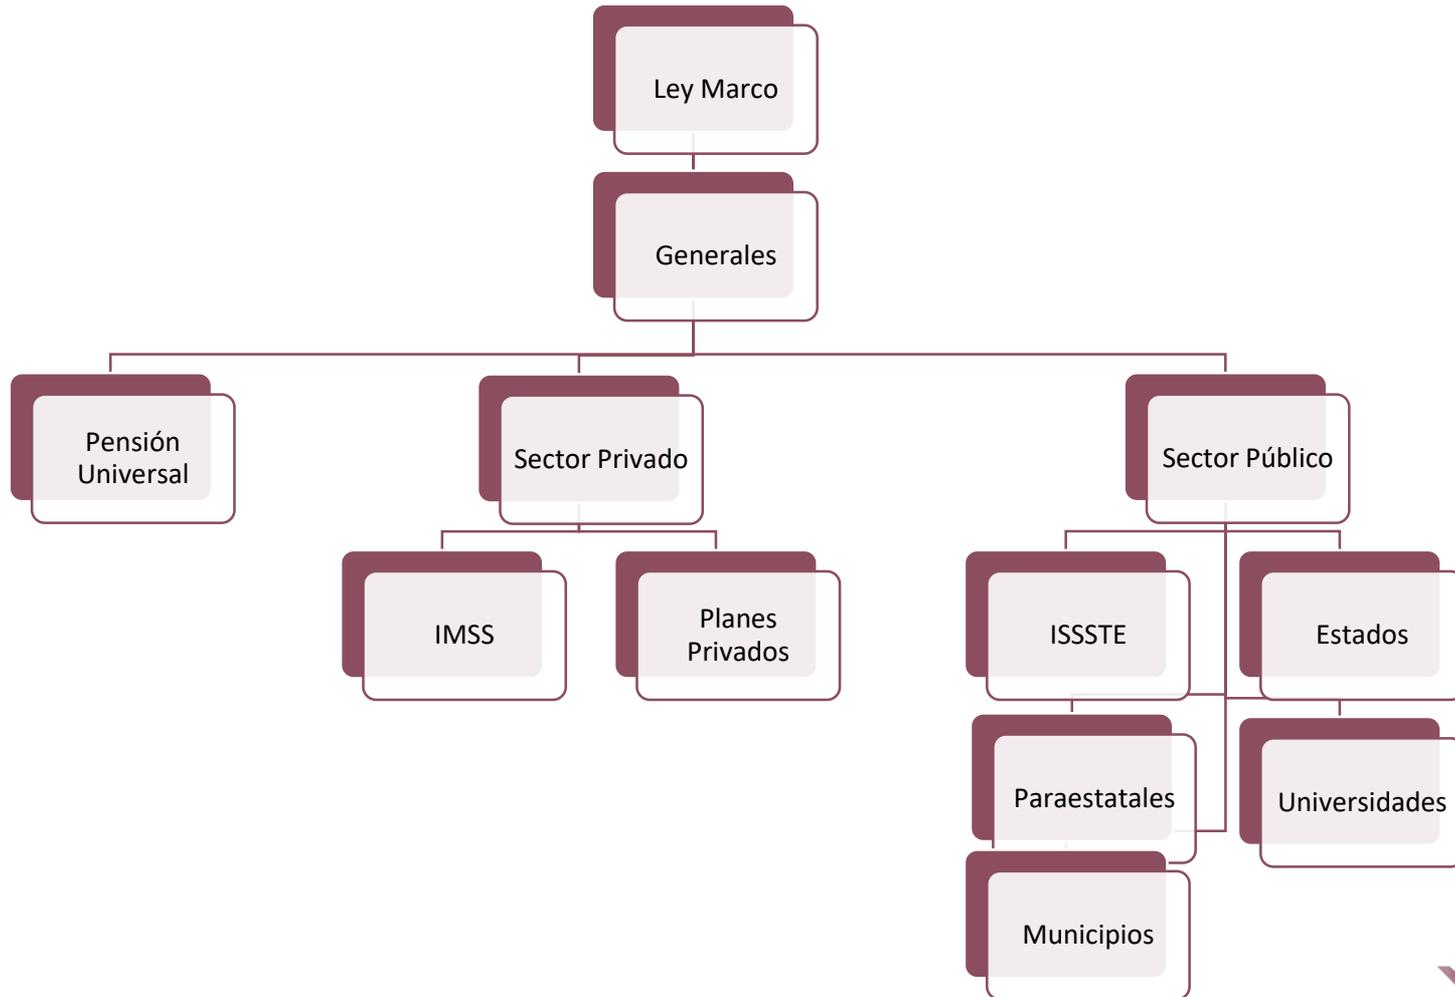 Ley Marco
Generales
Pensión
Universal
Sector Privado
Sector Público
IMSS
Planes
Privados
ISSSTE
Estados
Paraestatales
Universidades
Municipios